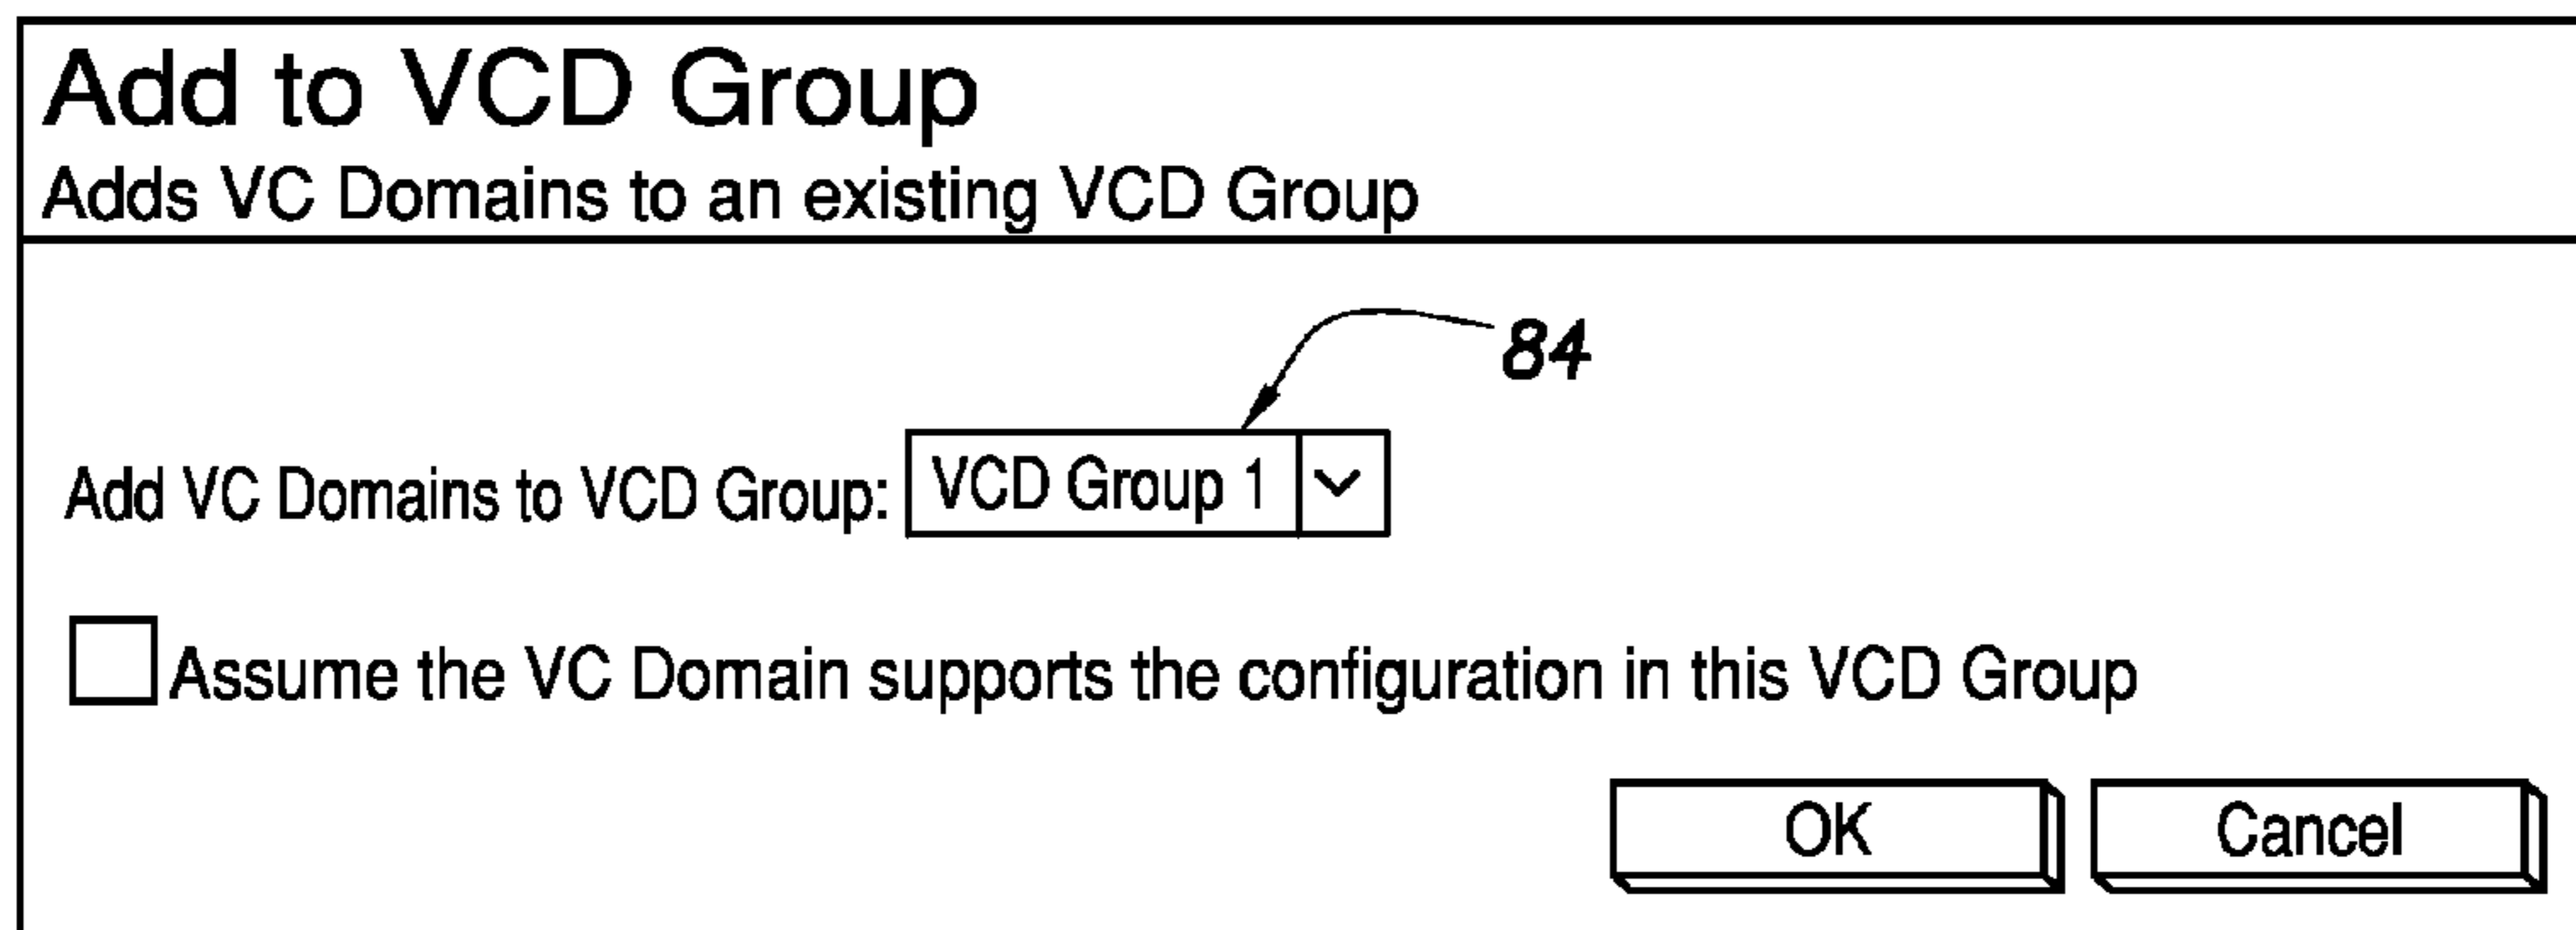 Add to VCD Group
Adds VC Domains to an existing VCD Group
84
Add VC Domains to VCD Group: VCD Group 1
Assume the VC Domain supports the configuration in this VCD Group
OK Cancel